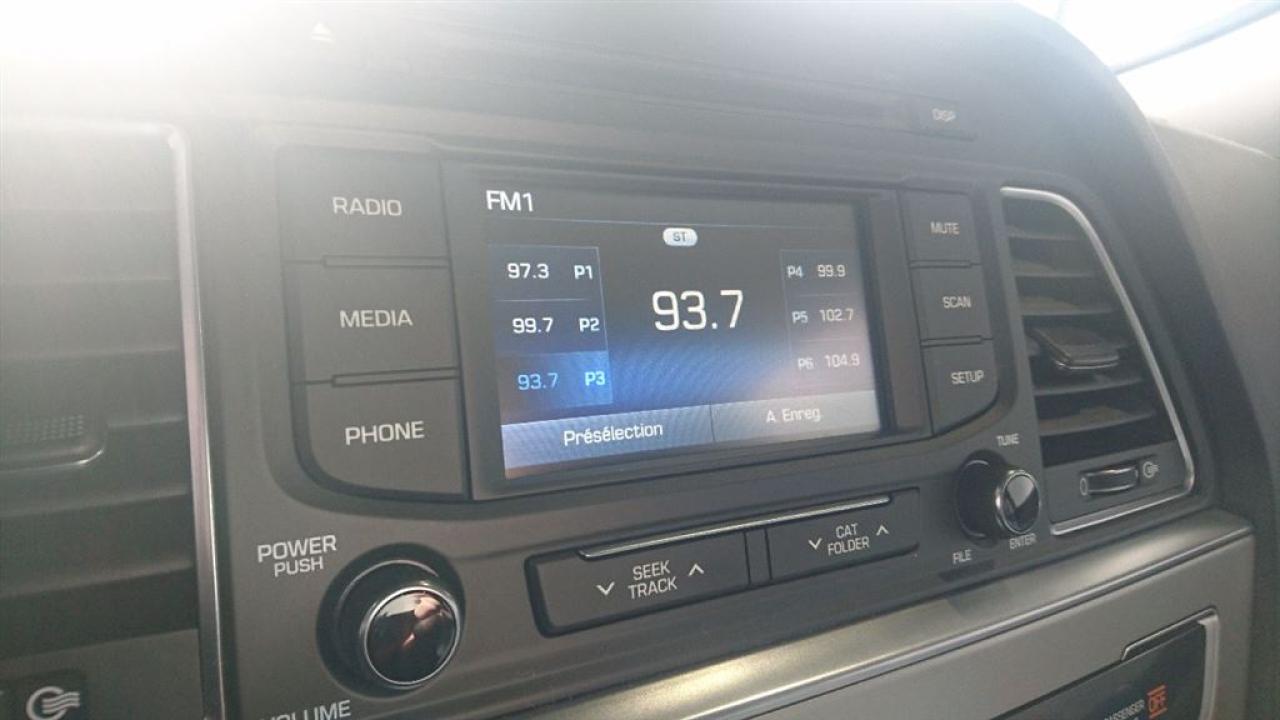 DISP
RADIO
MEDIA
PHONE
FM1
ST
97.3 P1
99.7 P2
93.7 P3
93.7
P4 99.9
P5 102.7
P6 104.9
Présélection
A. Enreg.
MUTE
SCAN
SETUP
TUNE
FILE
ENTER
POWER
PUSH
VOLUME
SEEK
TRACK
CAT
FOLDER
PASSENGER
OFF